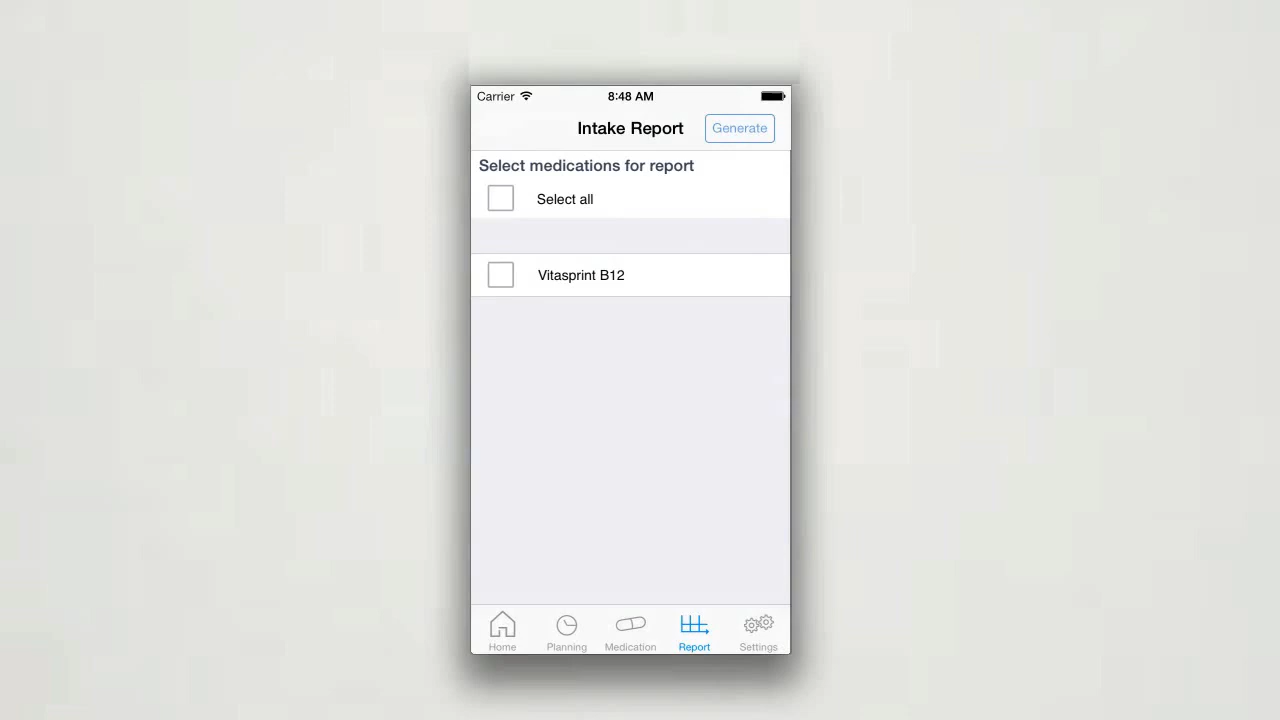 Carrier 8:48 AM
Intake Report Generate
Select medications for report
Select all
Vitasprint B12
Home Planning Medication Report Settings